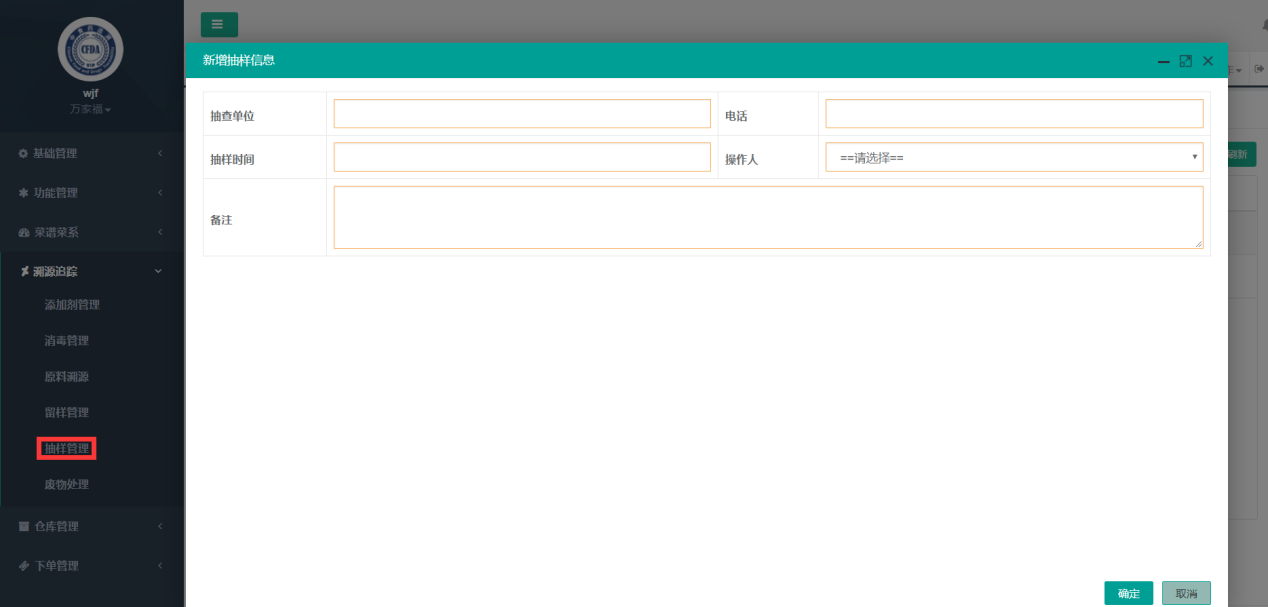 CFDA
wjf
万家福
基础管理
功能管理
菜谱菜系
溯源追踪
添加剂管理
消毒管理
原料溯源
留样管理
抽样管理
废物处理
仓库管理
下单管理
新增抽样信息
抽查单位
电话
抽样时间
操作人
==请选择==
备注
刷新
确定
取消